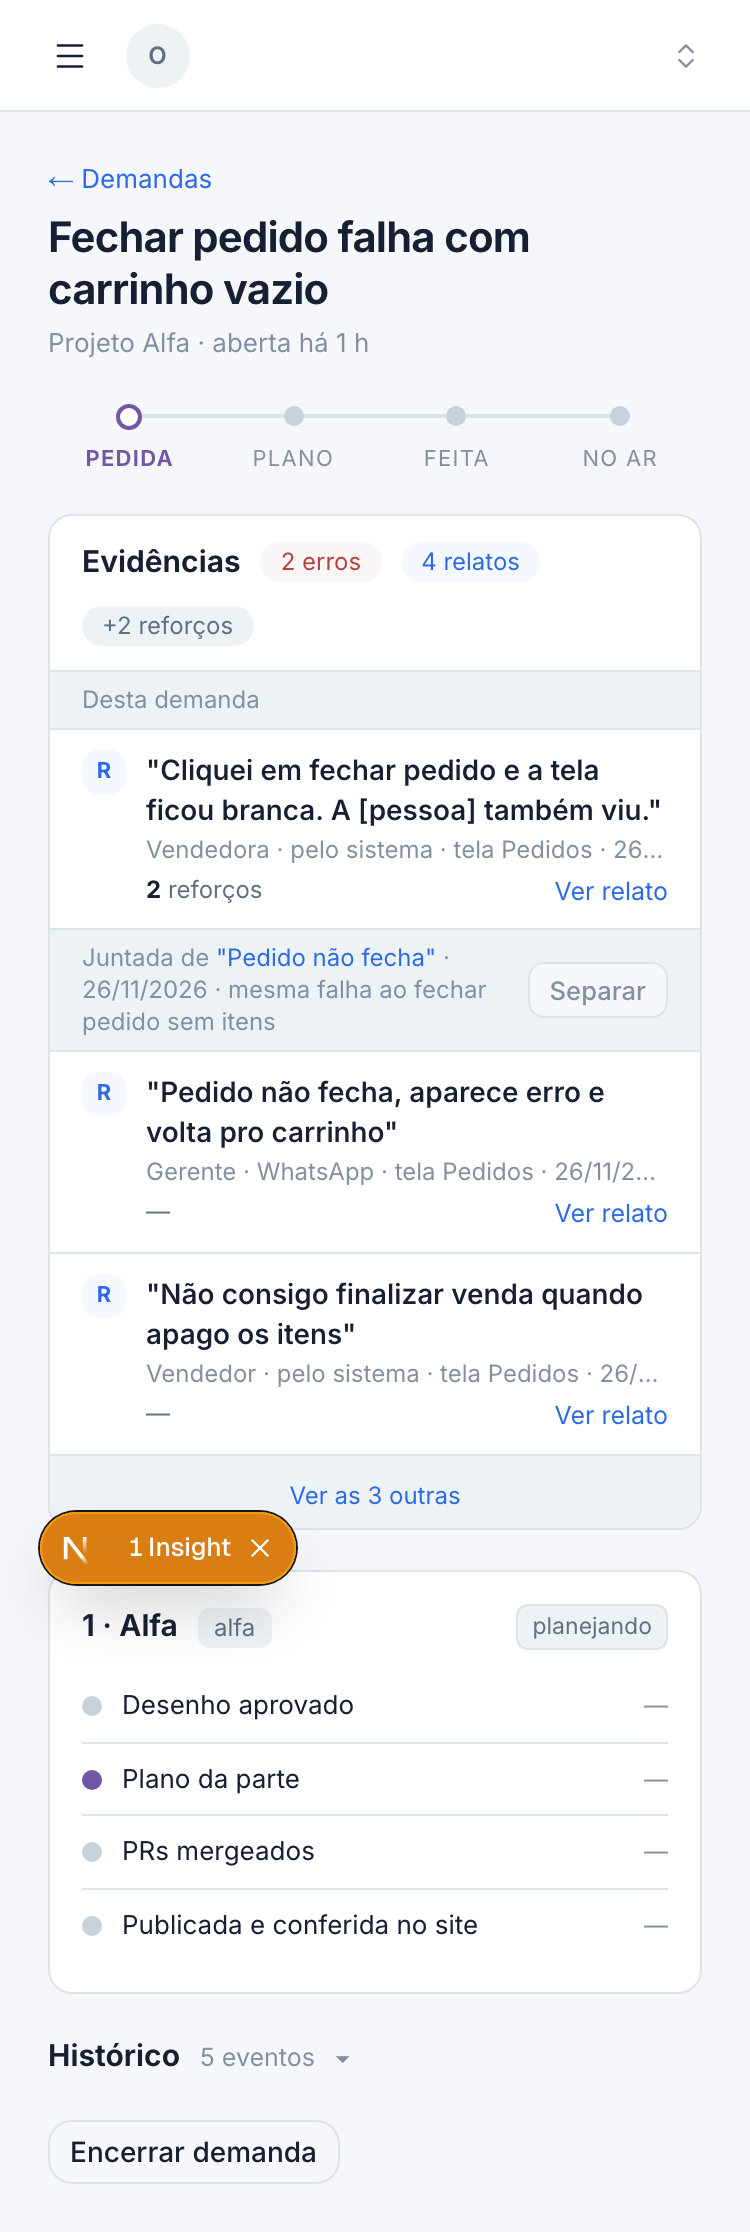 O
← Demandas
Fechar pedido falha com
carrinho vazio
Projeto Alfa · aberta há 1 h
PEDIDA
PLANO
FEITA
NO AR
Evidências
2 erros
4 relatos
+2 reforços
Desta demanda
R
"Cliquei em fechar pedido e a tela
ficou branca. A [pessoa] também viu."
Vendedora · pelo sistema · tela Pedidos · 26...
2 reforços
Ver relato
Juntada de "Pedido não fecha" ·
26/11/2026 · mesma falha ao fechar
pedido sem itens
Separar
R
"Pedido não fecha, aparece erro e
volta pro carrinho"
Gerente · WhatsApp · tela Pedidos · 26/11/2...
—
Ver relato
R
"Não consigo finalizar venda quando
apago os itens"
Vendedor · pelo sistema · tela Pedidos · 26/...
—
Ver relato
Ver as 3 outras
N
1 Insight
1 · Alfa
alfa
planejando
Desenho aprovado
—
Plano da parte
—
PRs mergeados
—
Publicada e conferida no site
—
Histórico
5 eventos
Encerrar demanda